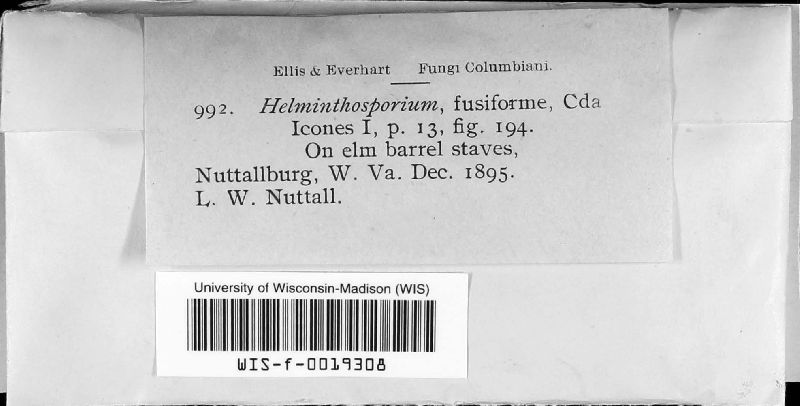 Ellis & Everhart Fungi Columbiani.
992. Helminthosporium, fusiforme, Cda
Icones I, p. 13, fig. 194.
On elm barrel staves,
Nuttallburg, W. Va. Dec. 1895.
L. W. Nuttall.
University of Wisconsin-Madison (WIS)
WIS-f-0019308